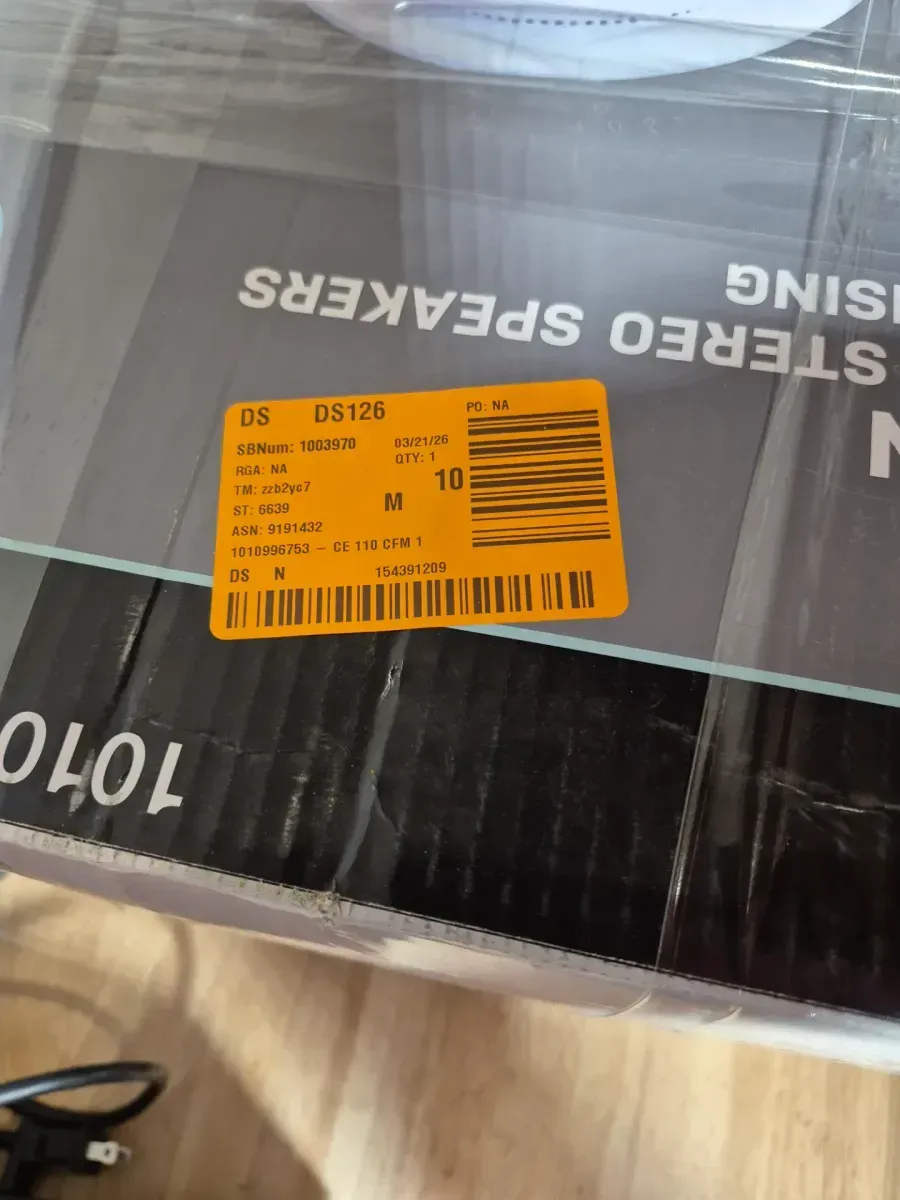 DS DS126
PO: NA
SBNum: 1003970 03/21/26
RGA: NA QTY: 1
TM: zzb2yc7 10
ST: 6639 M
ASN: 9191432
1010996753 – CE 110 CFM 1
DS N 154391209
STEREO SPEAKERS
SING
STE
N
1010